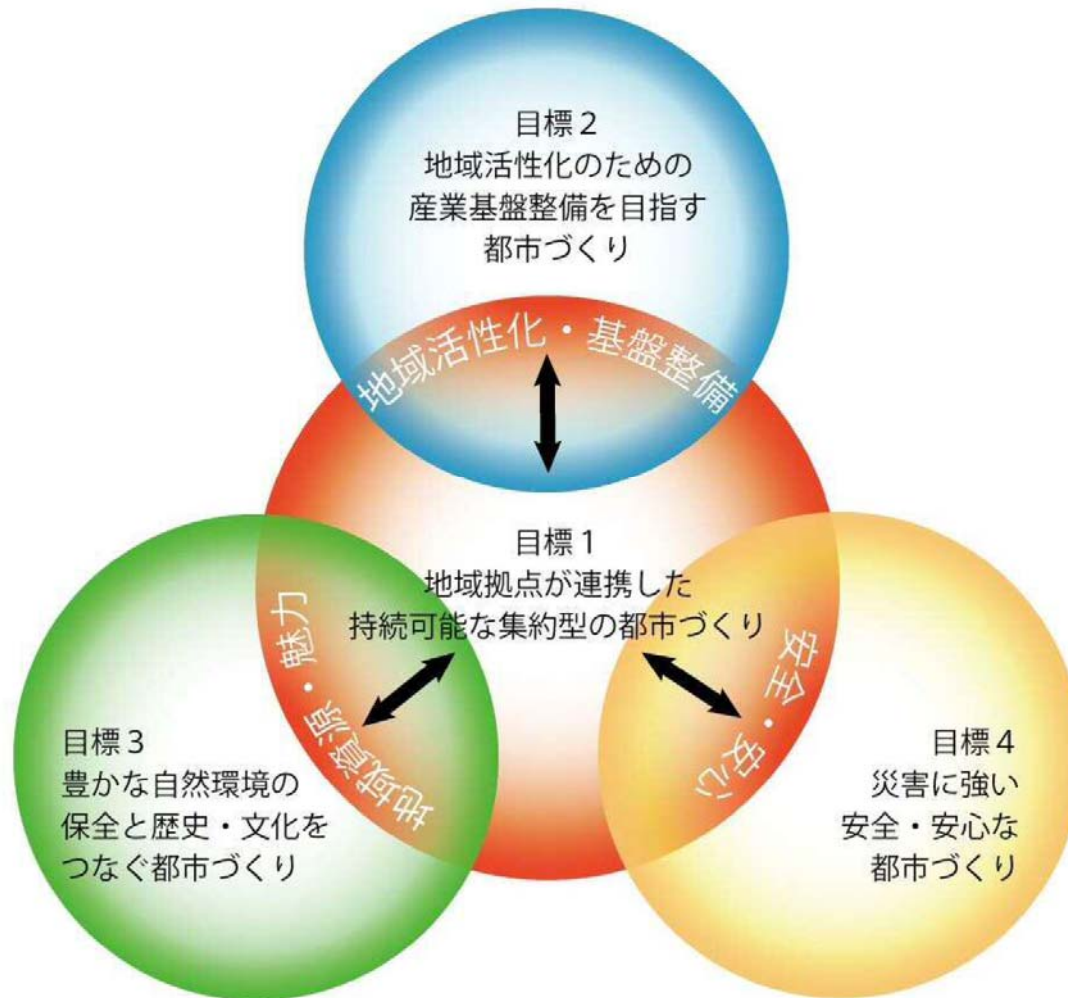 目標２
地域活性化のための
産業基盤整備を目指す
都市づくり
地域活性化・基盤整備
目標１
地域拠点が連携した
持続可能な集約型の都市づくり
地域資源・魅力
安全・安心
目標３
豊かな自然環境の
保全と歴史・文化を
つなぐ都市づくり
目標４
災害に強い
安全・安心な
都市づくり